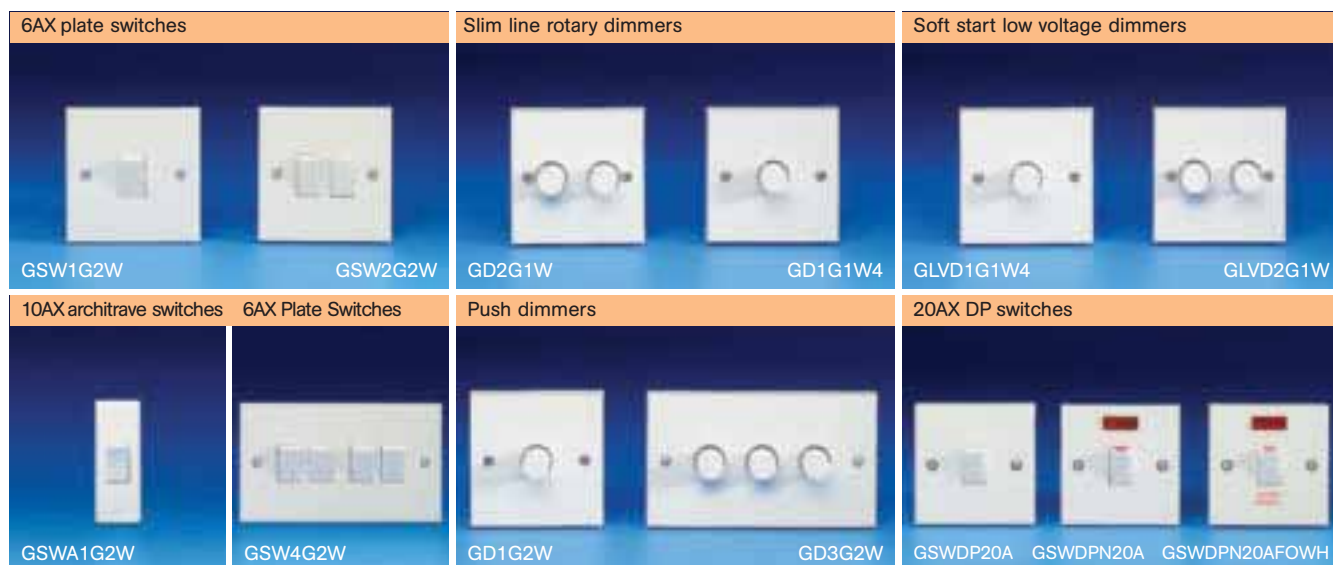 6AX plate switches
GSW1G2W GSW2G2W
Slim line rotary dimmers
GD2G1W GD1G1W4
Soft start low voltage dimmers
GLVD1G1W4 GLVD2G1W
10AX architrave switches
GSWA1G2W
6AX Plate Switches
GSW4G2W
Push dimmers
GD1G2W GD3G2W
20AX DP switches
GSWDP20A GSWDPN20A GSWDPN20AFOWH